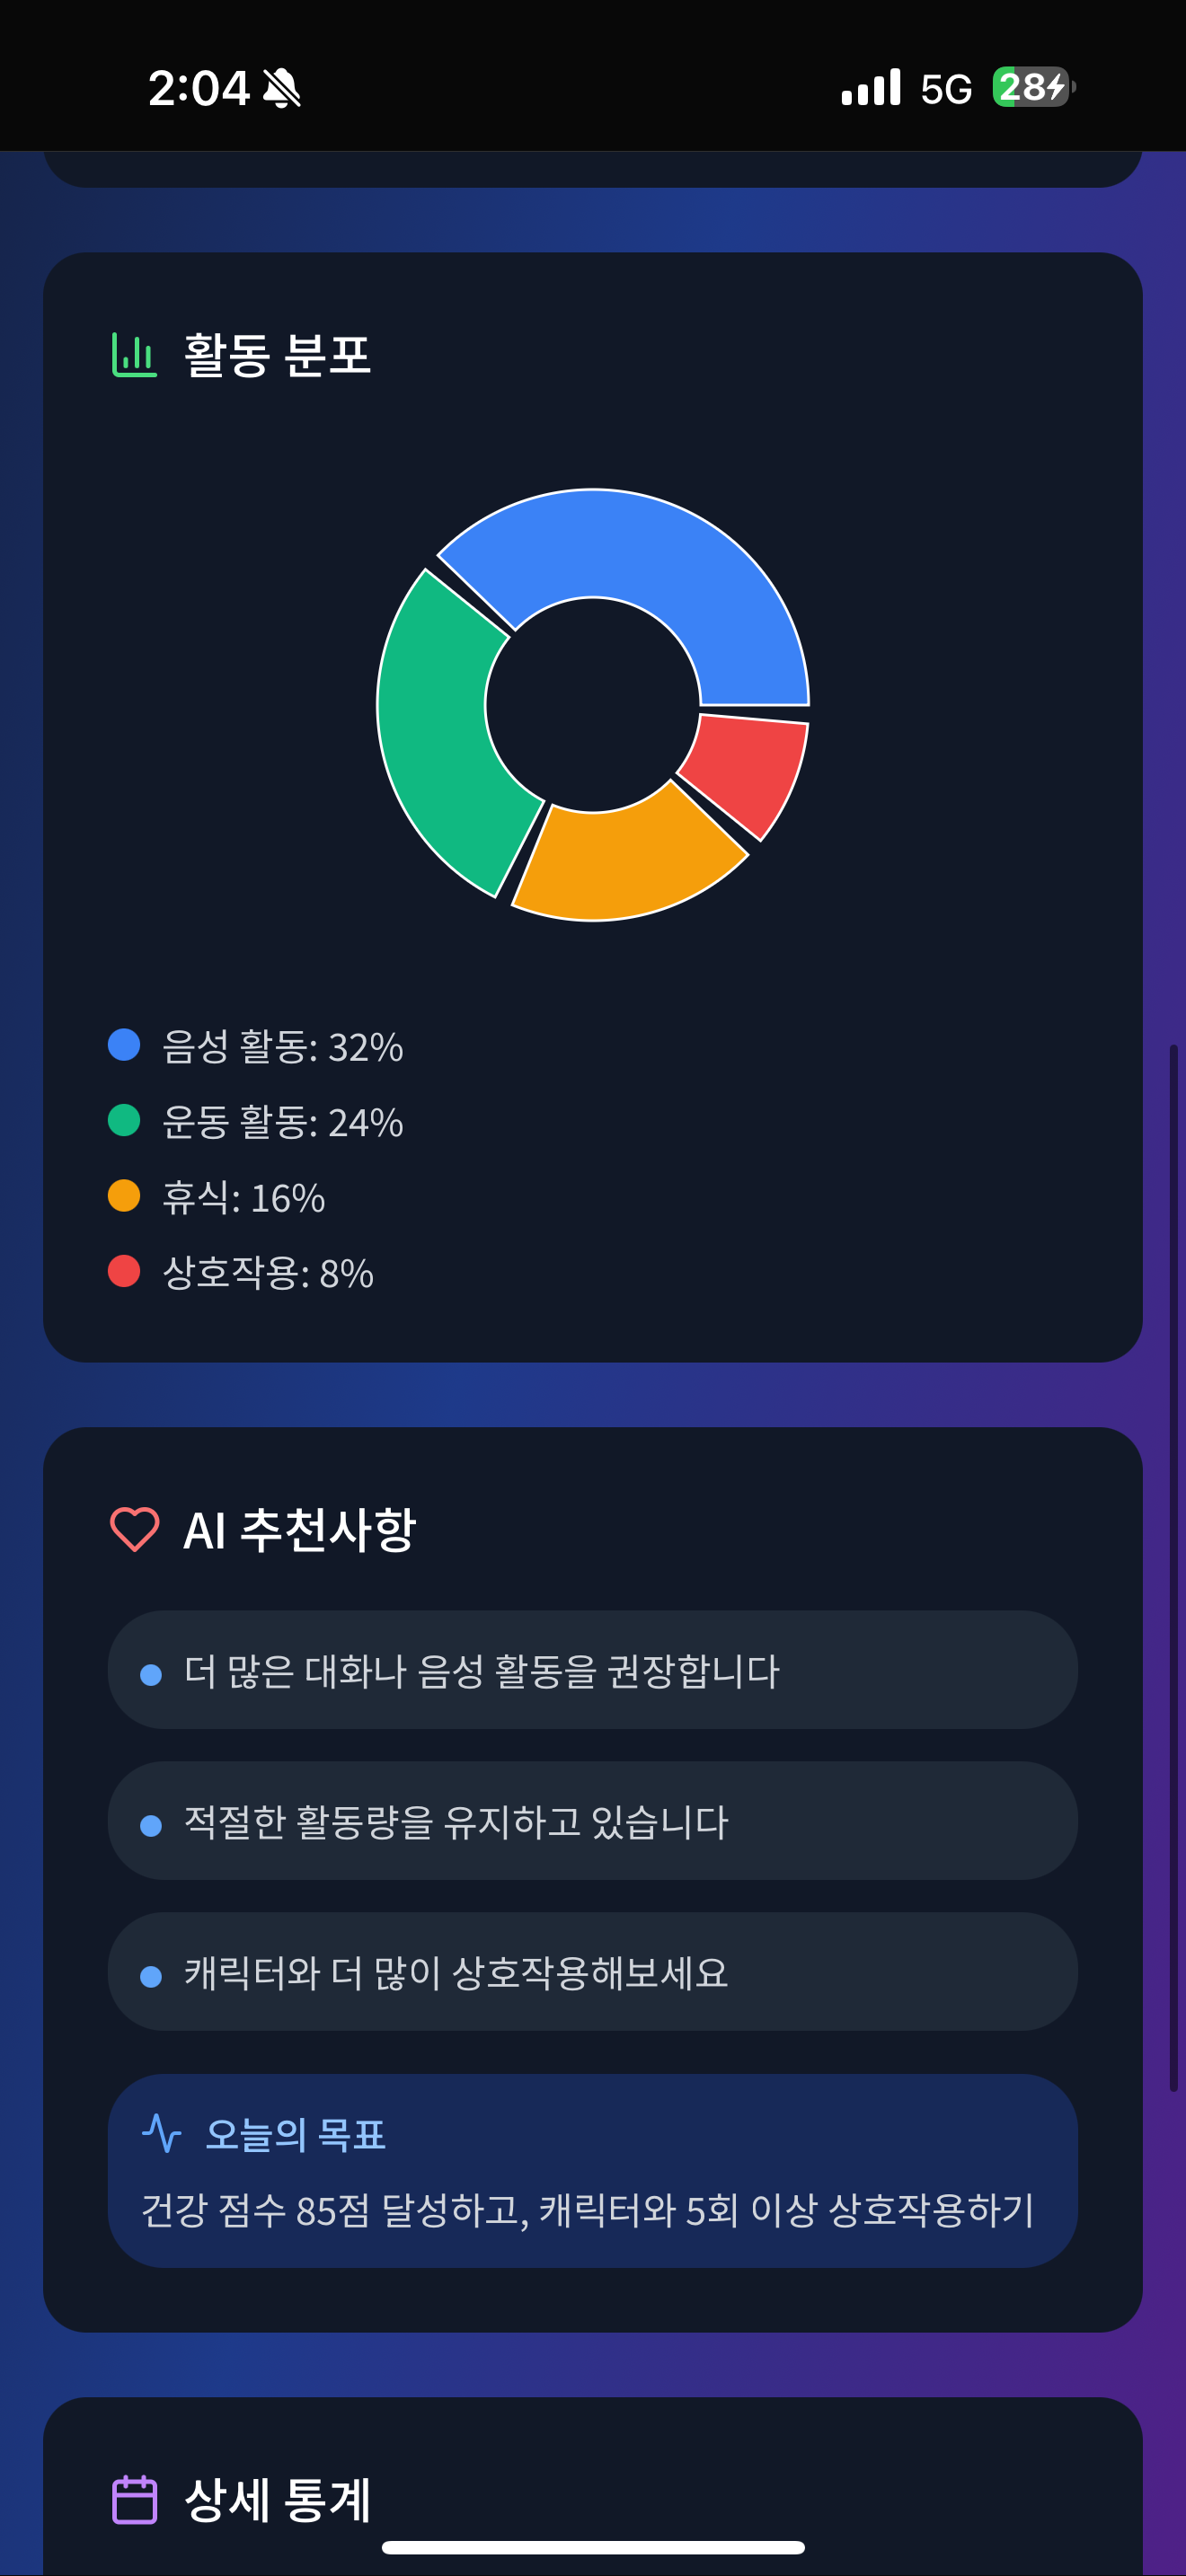 2:04
5G
28
활동 분포
음성 활동: 32%
운동 활동: 24%
휴식: 16%
상호작용: 8%
AI 추천사항
더 많은 대화나 음성 활동을 권장합니다
적절한 활동량을 유지하고 있습니다
캐릭터와 더 많이 상호작용해보세요
오늘의 목표
건강 점수 85점 달성하고, 캐릭터와 5회 이상 상호작용하기
상세 통계